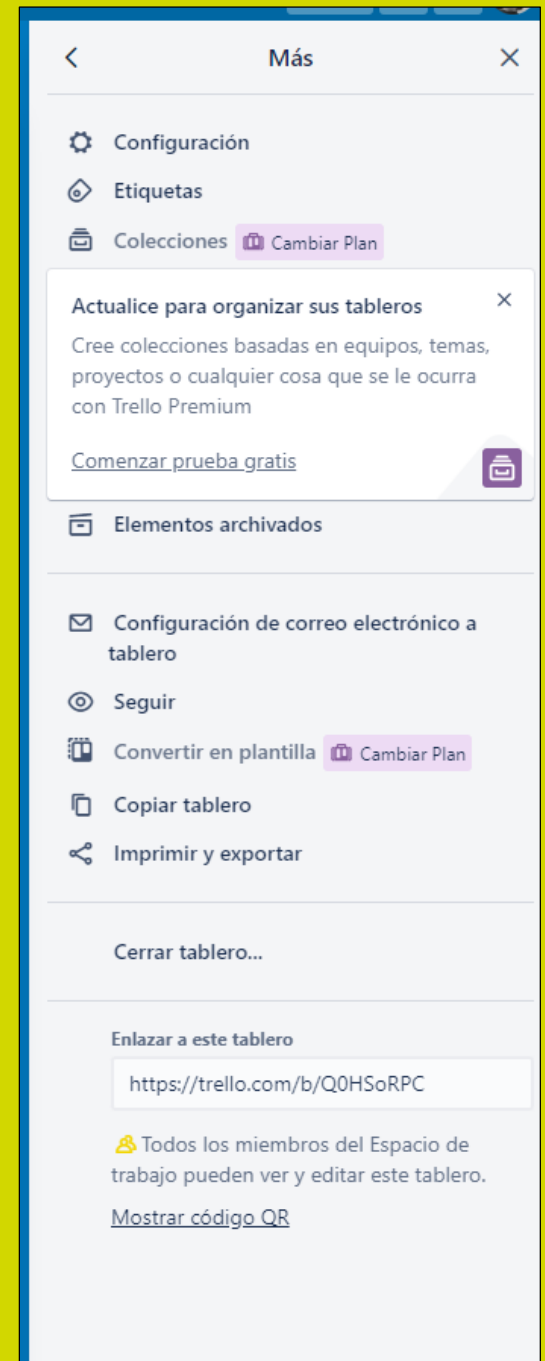 Más
Configuración
Etiquetas
Colecciones Cambiar Plan
Actualice para organizar sus tableros
Cree colecciones basadas en equipos, temas,
proyectos o cualquier cosa que se le ocurra
con Trello Premium
Comenzar prueba gratis
Elementos archivados
Configuración de correo electrónico a
tablero
Seguir
Convertir en plantilla Cambiar Plan
Copiar tablero
Imprimir y exportar
Cerrar tablero...
Enlazar a este tablero
https://trello.com/b/Q0HSoRPC
Todos los miembros del Espacio de
trabajo pueden ver y editar este tablero.
Mostrar código QR